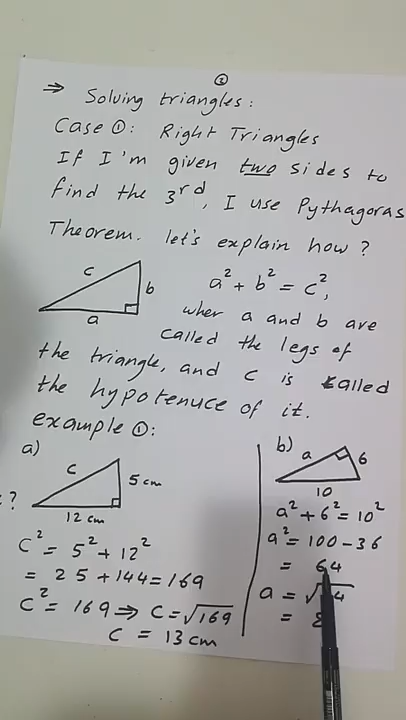 ②
⇒ Solving triangles:
Case ①: Right Triangles
If I'm given two sides to
find the 3rd, I use Pythagoras
Theorem. let's explain how?
c
b
a
a² + b² = c²,
wher a and b are
called the legs of
the triangle, and c is called
the hypotenuce of it.
example ①:
a)
c
5 cm
12 cm
?
c² = 5² + 12²
= 25 + 144 = 169
c² = 169 ⇒ c = √169
c = 13 cm
b)
a
6
10
a² + 6² = 10²
a² = 100 - 36
= 64
a = √ 4
=